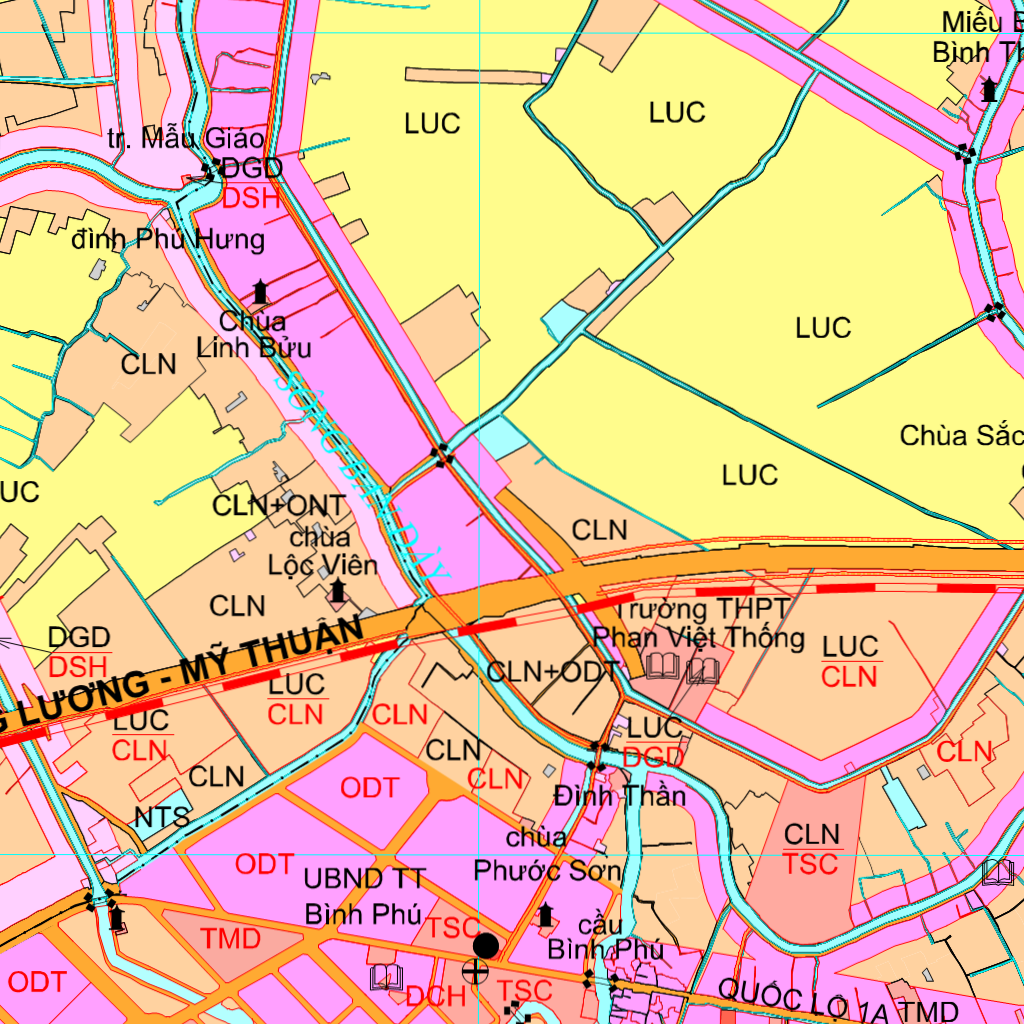 Miếu B
Bình Th
LUC
LUC
tr. Mẫu Giáo
DGD
DSH
đình Phú Hưng
Chùa
Linh Bửu
LUC
CLN
SÔNG BA
DÀY
Chùa Sắc
LUC
UC
CLN+ONT
chùa
Lộc Viên
CLN
CLN
Trường THPT
Phan Việt Thống
DGD
DSH
LUC
CLN
G LƯƠNG - MỸ THUẬN
CLN+ODT
LUC
CLN
LUC
CLN
CLN
LUC
DGD
CLN
CLN
CLN
CLN
ODT
Đình Thần
NTS
chùa
Phước Sơn
CLN
TSC
ODT
UBND TT
Bình Phú
TSC
cầu
Bình Phú
TMD
ODT
DCH
TSC
QUỐC LỘ 1A
TMD